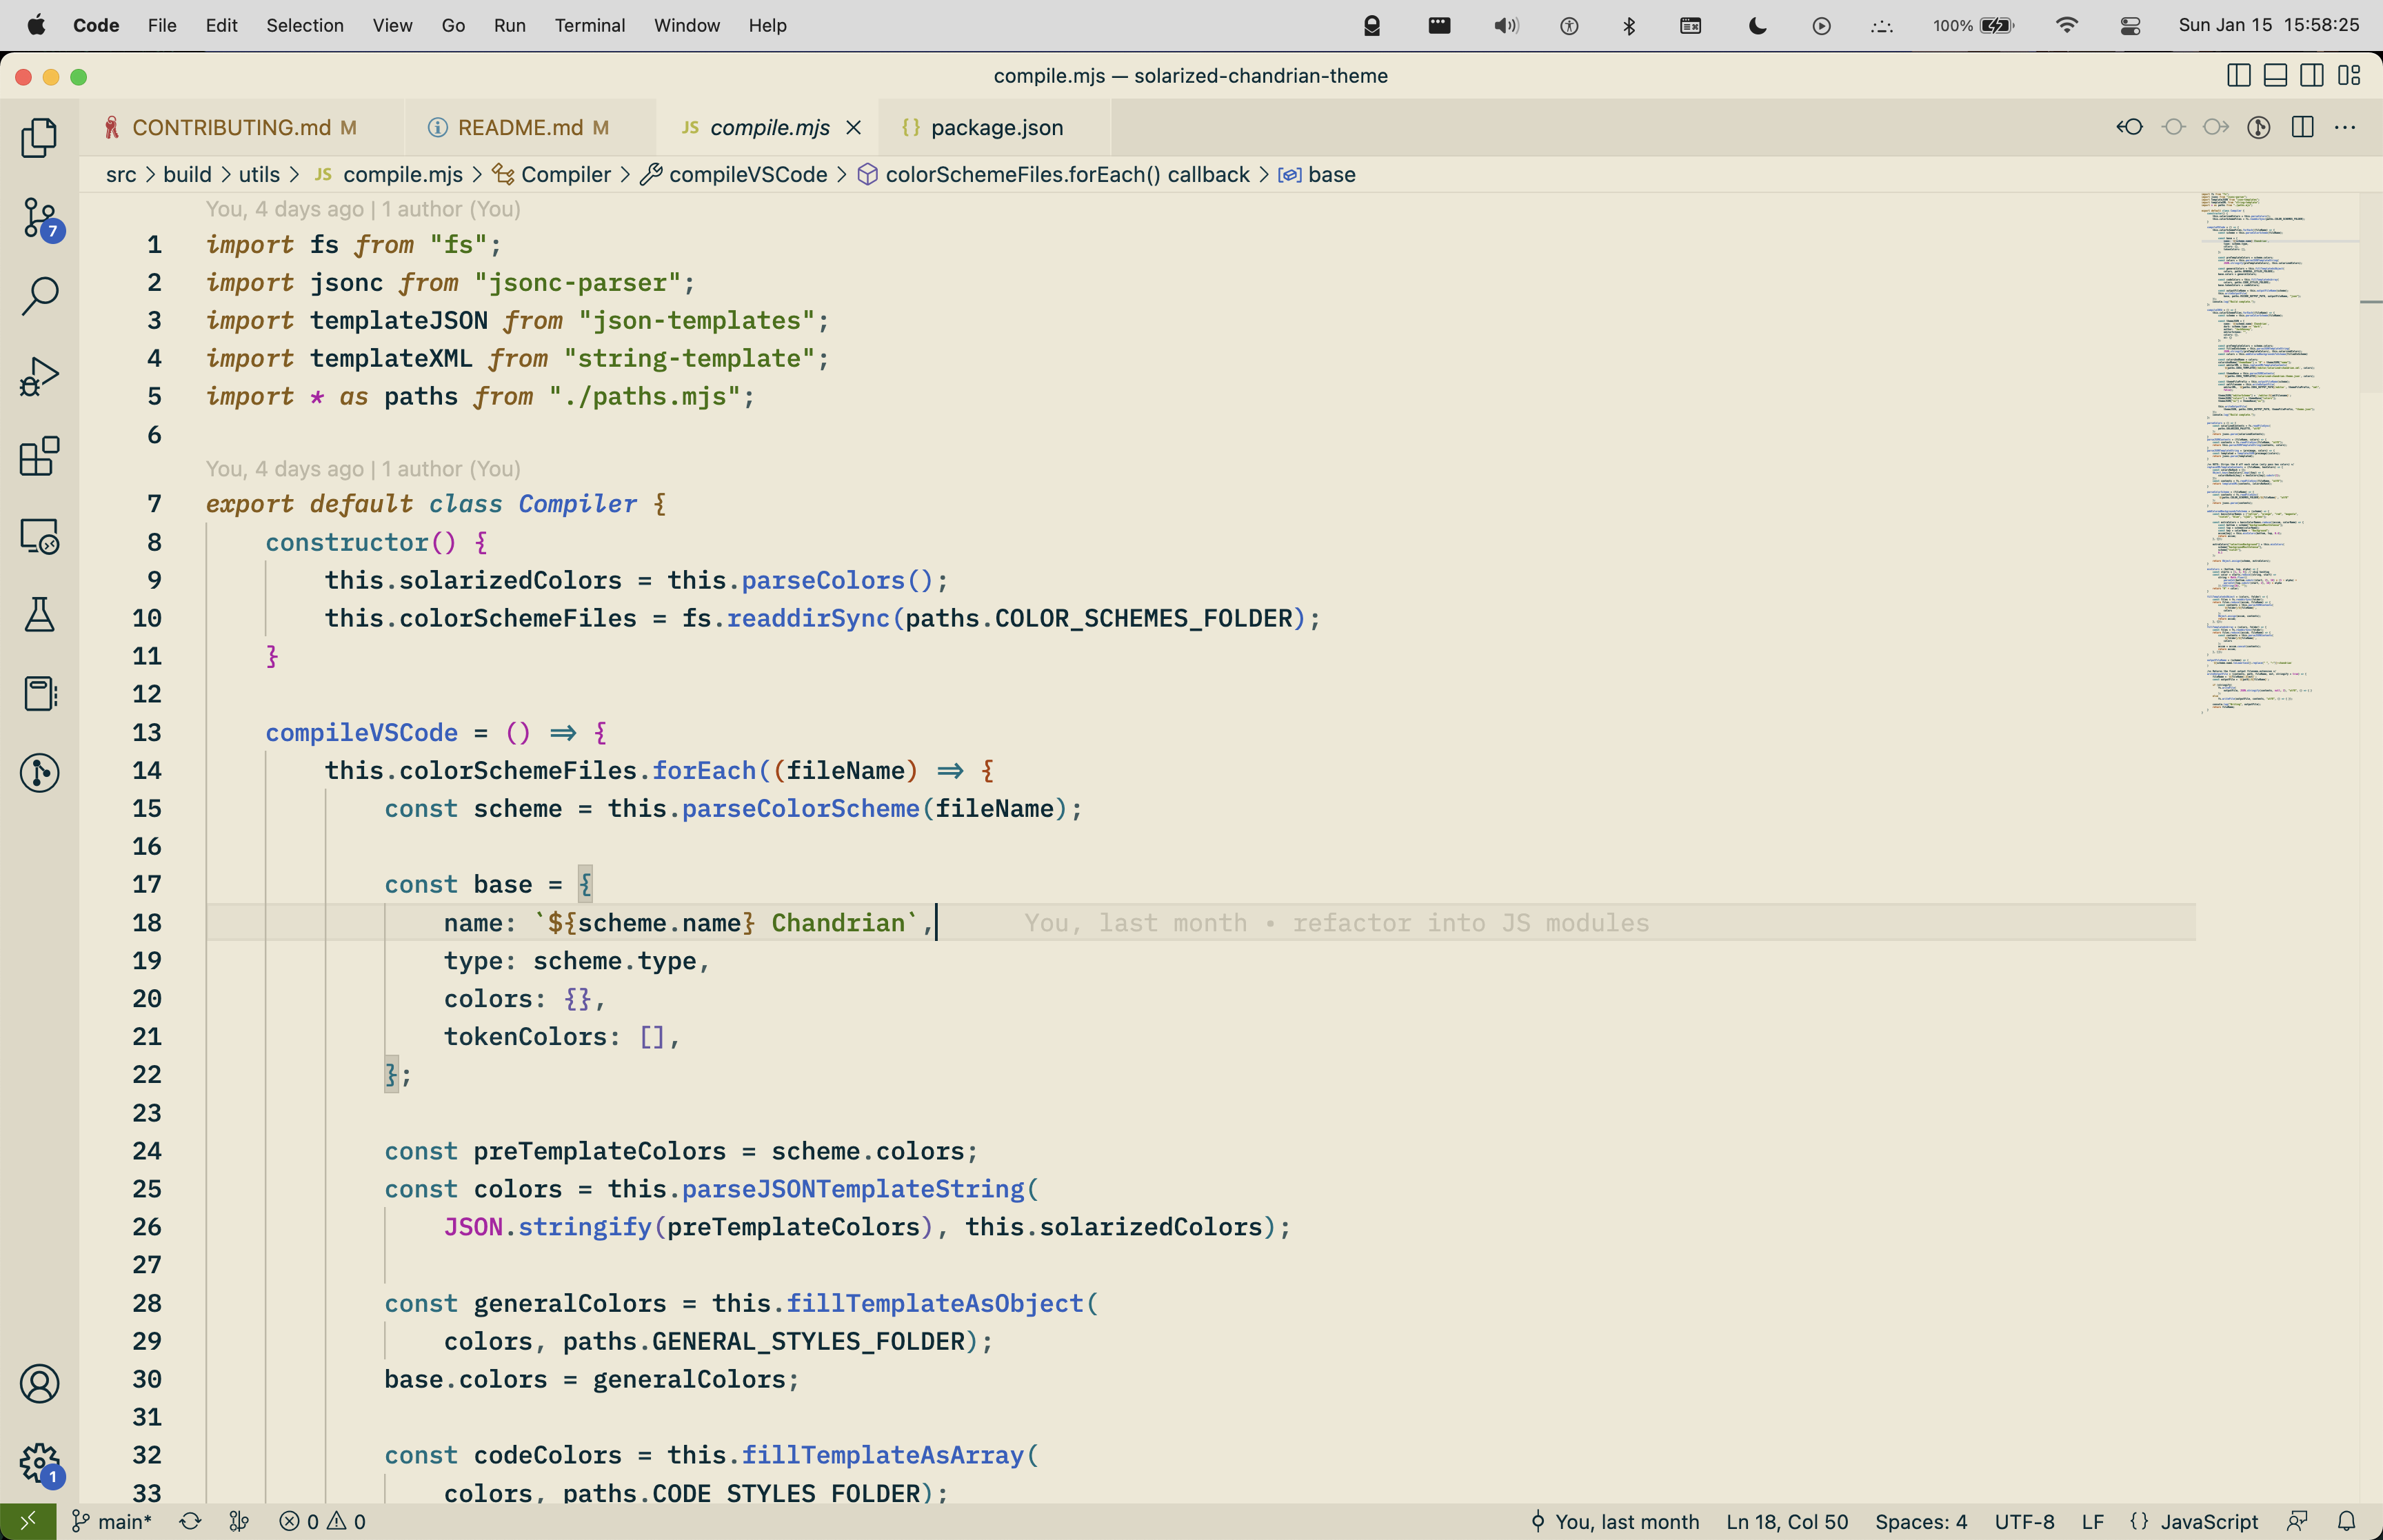 Code File Edit Selection View Go Run Terminal Window Help 100% Sun Jan 15 15:58:25
compile.mjs — solarized-chandrian-theme
CONTRIBUTING.md M README.md M JS compile.mjs {} package.json
src > build > utils > JS compile.mjs > Compiler > compileVSCode > colorSchemeFiles.forEach() callback > base
7
You, 4 days ago | 1 author (You)
1 import fs from "fs";
2 import jsonc from "jsonc-parser";
3 import templateJSON from "json-templates";
4 import templateXML from "string-template";
5 import * as paths from "./paths.mjs";
6
You, 4 days ago | 1 author (You)
7 export default class Compiler {
8 constructor() {
9 this.solarizedColors = this.parseColors();
10 this.colorSchemeFiles = fs.readdirSync(paths.COLOR_SCHEMES_FOLDER);
11 }
12
13 compileVSCode = () => {
14 this.colorSchemeFiles.forEach((fileName) => {
15 const scheme = this.parseColorScheme(fileName);
16
17 const base = {
18 name: `${scheme.name} Chandrian`, You, last month • refactor into JS modules
19 type: scheme.type,
20 colors: {},
21 tokenColors: [],
22 };
23
24 const preTemplateColors = scheme.colors;
25 const colors = this.parseJSONTemplateString(
26 JSON.stringify(preTemplateColors), this.solarizedColors);
27
28 const generalColors = this.fillTemplateAsObject(
29 colors, paths.GENERAL_STYLES_FOLDER);
30 base.colors = generalColors;
31
32 const codeColors = this.fillTemplateAsArray(
33 colors, paths.CODE_STYLES_FOLDER);
1
main* 0 0 You, last month Ln 18, Col 50 Spaces: 4 UTF-8 LF {} JavaScript